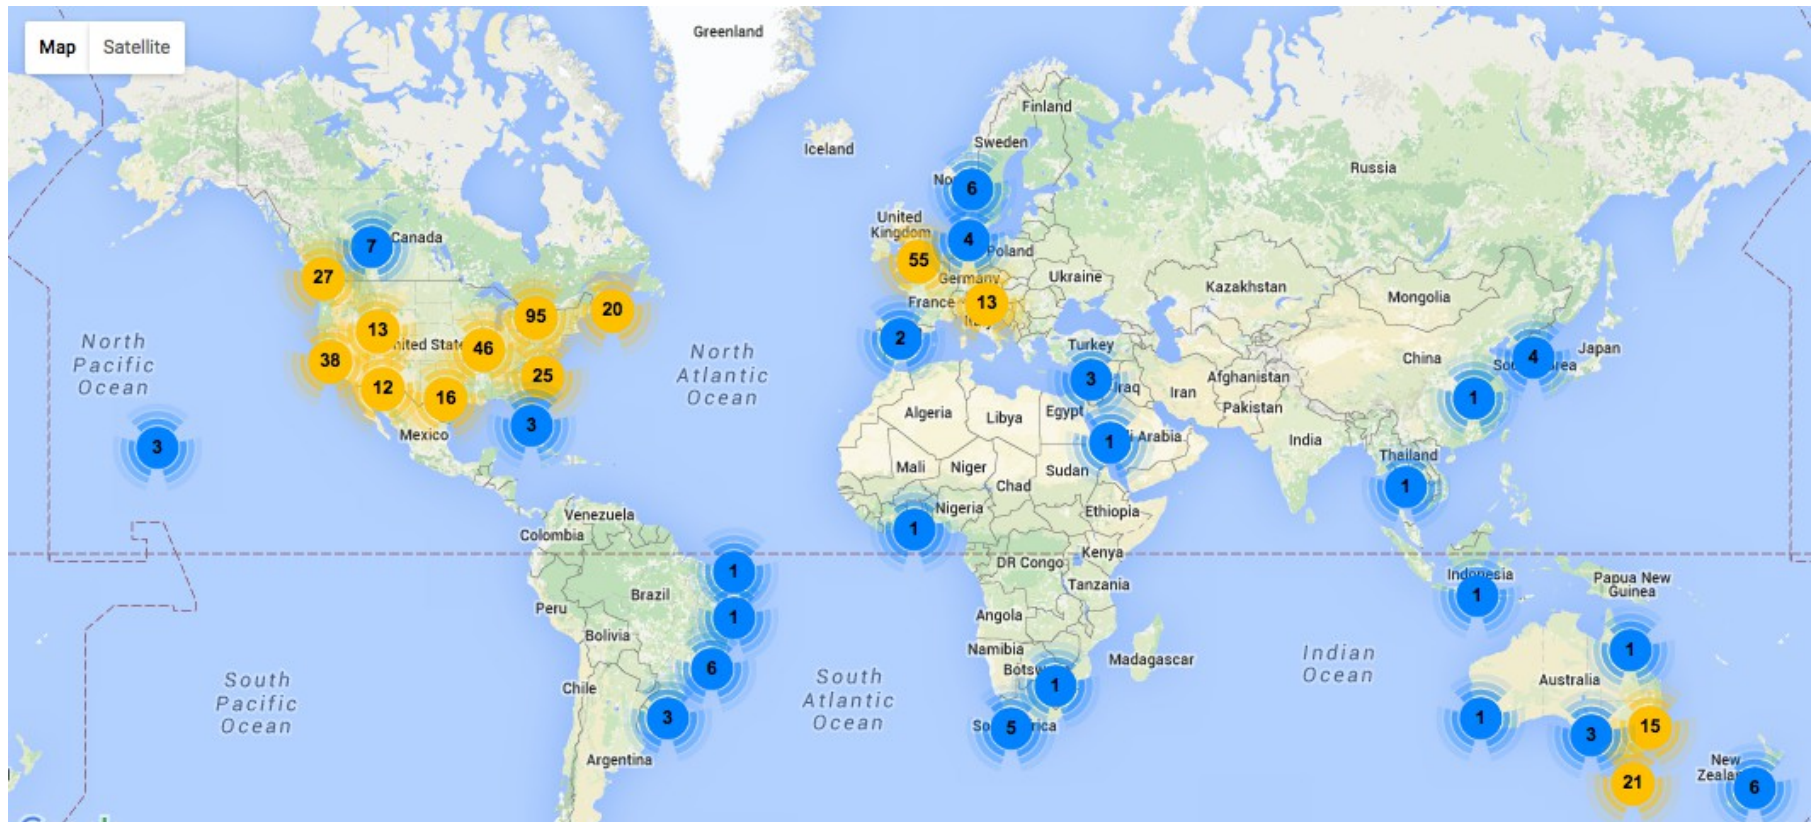 Map Satellite
Greenland
Finland
Iceland
Sweden
Russia
6
United
Kingdom
7
Canada
4
Poland
55
27
Germany
Ukraine
Kazakhstan
Mongolia
France
13
20
95
13
North
Pacific
Ocean
46
38
2
Turkey
China
4
Japan
North
Atlantic
Ocean
25
12
16
3
Iran
Afghanistan
Pakistan
1
Algeria
Libya
Egypt
3
Mexico
3
1
India
Thailand
Mali
Niger
Sudan
Chad
1
Nigeria
Ethiopia
Venezuela
Colombia
1
Kenya
DR Congo
1
Indonesia
Papua New
Guinea
Tanzania
Brazil
1
Peru
1
Angola
Bolivia
Namibia
Madagascar
1
Indian
Ocean
6
1
Australia
South
Pacific
Ocean
South
Atlantic
Ocean
Chile
3
5
1
3
15
Argentina
New
21
6